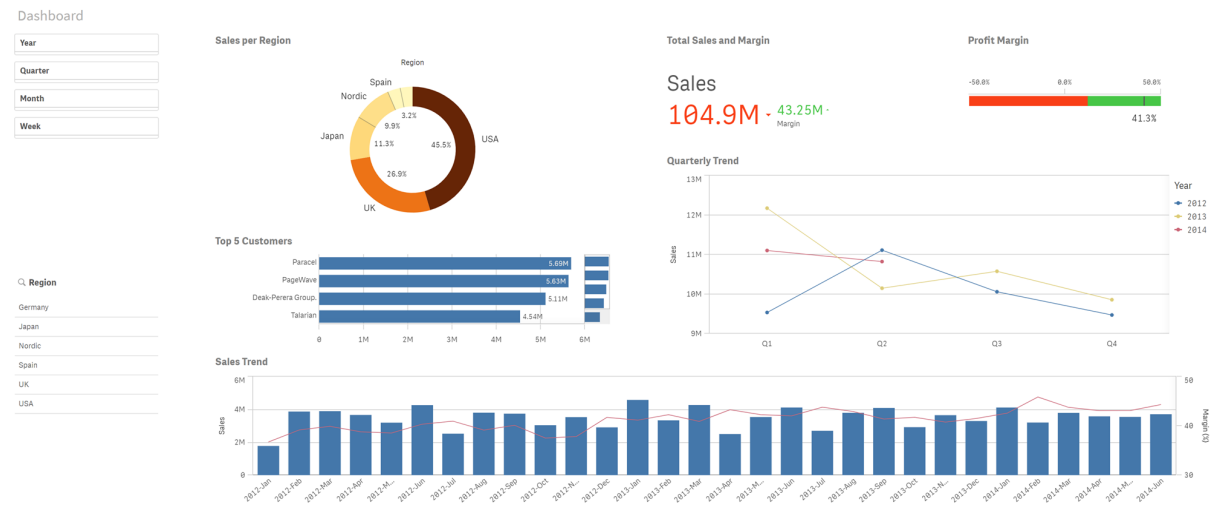 Dashboard
Year
Quarter
Month
Week
Region
Germany
Japan
Nordic
Spain
UK
USA
Sales per Region
Region
Spain
Nordic
Japan
UK
USA
3.2%
9.9%
11.3%
26.9%
45.5%
Top 5 Customers
Paracel
PageWave
Deak-Perera Group.
Talarian
5.69M
5.63M
5.11M
4.54M
0 1M 2M 3M 4M 5M 6M
Total Sales and Margin
Sales
104.9M
43.25M
Margin
Profit Margin
-50.0% 0.0% 50.0%
41.3%
Quarterly Trend
Sales
13M
12M
11M
10M
9M
Q1 Q2 Q3 Q4
Year
2012
2013
2014
Sales Trend
Sales
6M
4M
2M
0
50
40
30
Margin (%)
2012-Jan 2012-Feb 2012-Mar 2012-Apr 2012-M... 2012-Jun 2012-Jul 2012-Aug 2012-Sep 2012-Oct 2012-N... 2012-Dec 2013-Jan 2013-Feb 2013-Mar 2013-Apr 2013-M... 2013-Jun 2013-Jul 2013-Aug 2013-Sep 2013-Oct 2013-N... 2013-Dec 2014-Jan 2014-Feb 2014-Mar 2014-Apr 2014-M... 2014-Jun